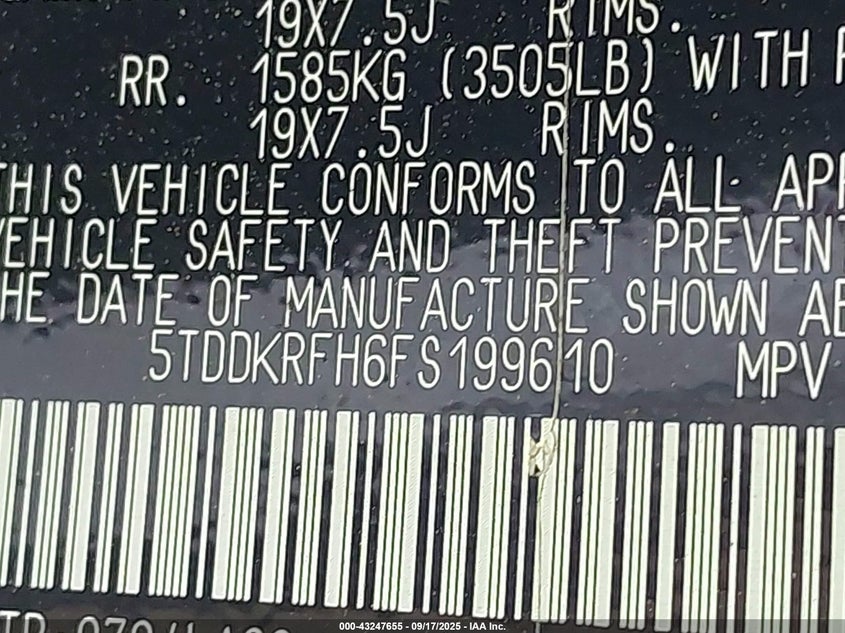 19X7.5J RIMS.
RR. 1585KG (3505LB) WITH
19X7.5J RIMS.
THIS VEHICLE CONFORMS TO ALL APP
VEHICLE SAFETY AND THEFT PREVENT
HE DATE OF MANUFACTURE SHOWN AB
5TDDKRFH6FS199610 MPV
000-43247655 - 09/17/2025 - IAA Inc.